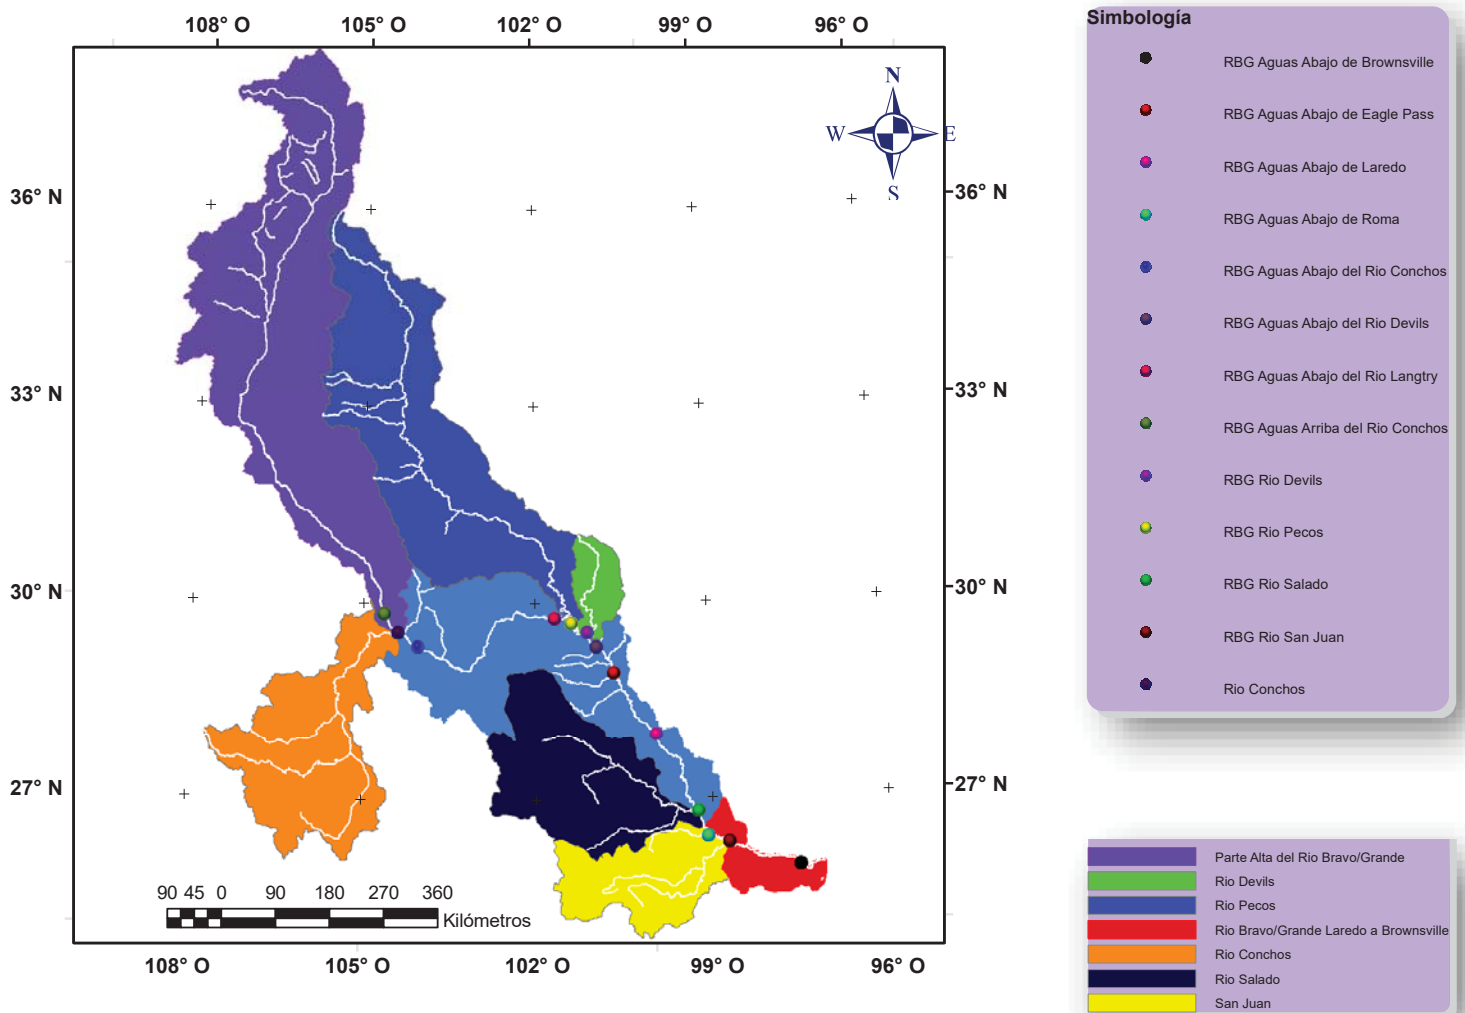 108° O 105° O 102° O 99° O 96° O
N
W E
S
36° N 36° N
33° N 33° N
30° N 30° N
27° N 27° N
90 45 0 90 180 270 360
Kilómetros
108° O 105° O 102° O 99° O 96° O
Simbología
RBG Aguas Abajo de Brownsville
RBG Aguas Abajo de Eagle Pass
RBG Aguas Abajo de Laredo
RBG Aguas Abajo de Roma
RBG Aguas Abajo del Rio Conchos
RBG Aguas Abajo del Rio Devils
RBG Aguas Abajo del Rio Langtry
RBG Aguas Arriba del Rio Conchos
RBG Rio Devils
RBG Rio Pecos
RBG Rio Salado
RBG Rio San Juan
Rio Conchos
Parte Alta del Rio Bravo/Grande
Rio Devils
Rio Pecos
Rio Bravo/Grande Laredo a Brownsville
Rio Conchos
Rio Salado
San Juan